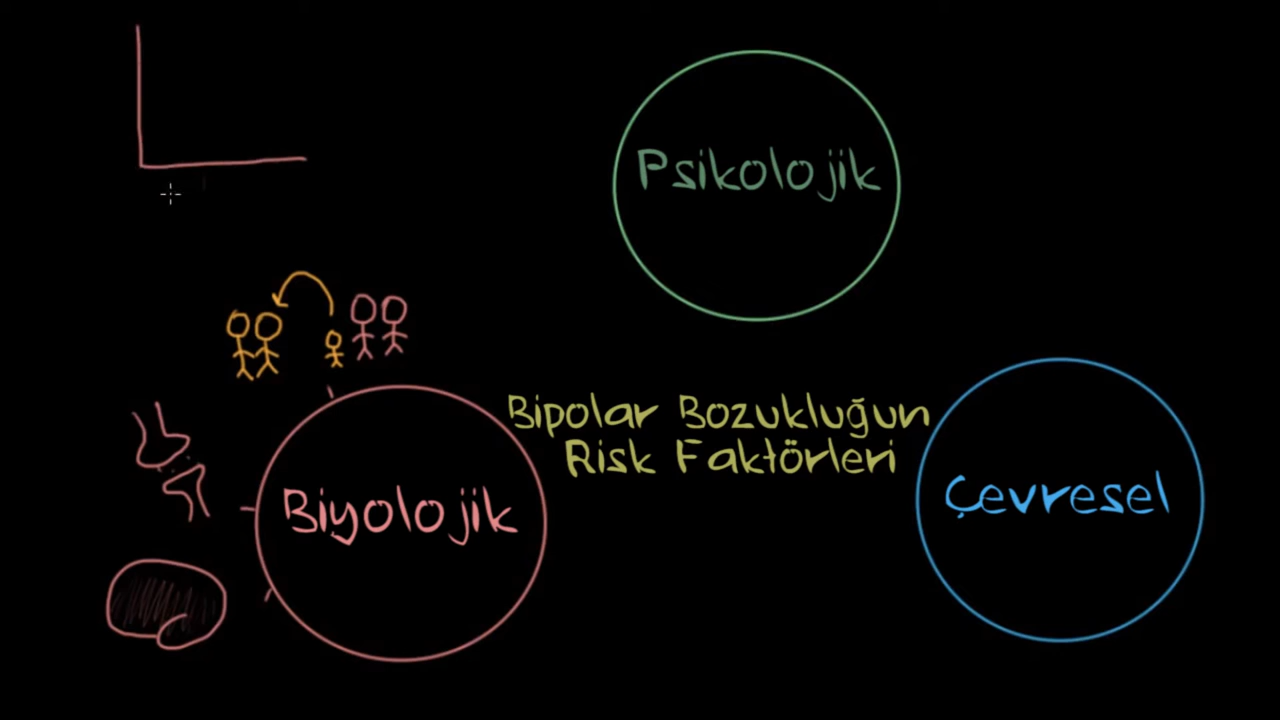 Psikolojik
Bipolar Bozukluğun
Risk Faktörleri
Biyolojik
Çevresel